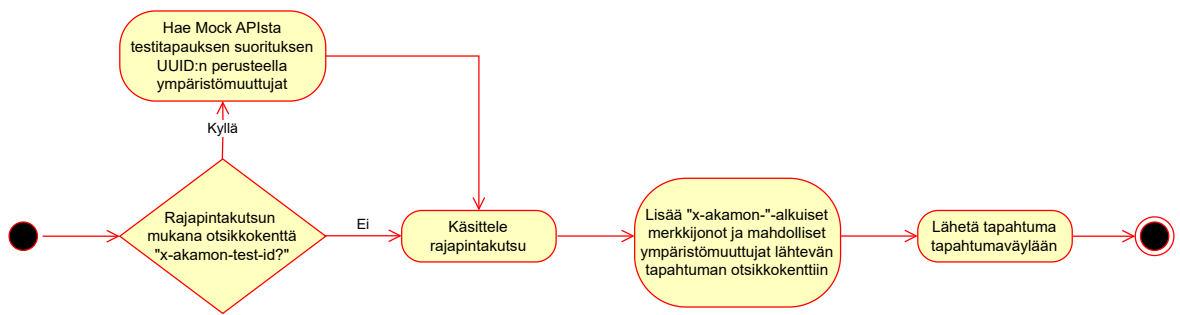 Hae Mock APIsta
testitapauksen suorituksen
UUID:n perusteella
ympäristömuuttujat
Kyllä
Rajapintakutsun
mukana otsikkokenttä
"x-akamon-test-id?"
Ei
Käsittele
rajapintakutsu
Lisää "x-akamon-"-alkuiset
merkkijonot ja mahdolliset
ympäristömuuttujat lähtevän
tapahtuman otsikkokenttiin
Lähetä tapahtuma
tapahtumaväylään